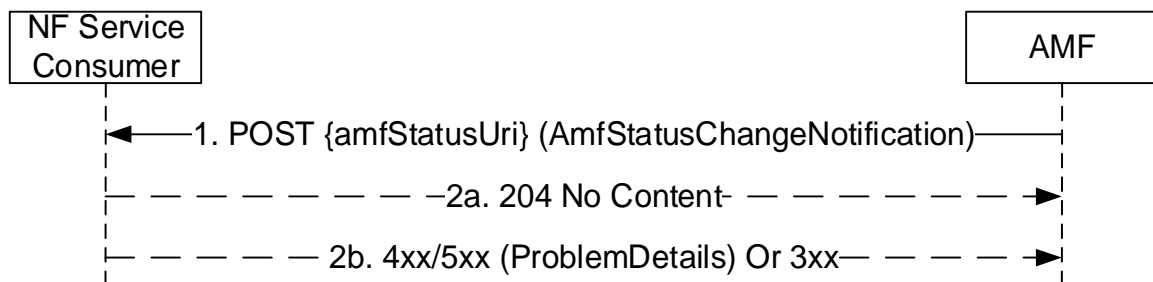 NF Service
Consumer
AMF
1. POST {amfStatusUri} (AmfStatusChangeNotification)
2a. 204 No Content
2b. 4xx/5xx (ProblemDetails) Or 3xx